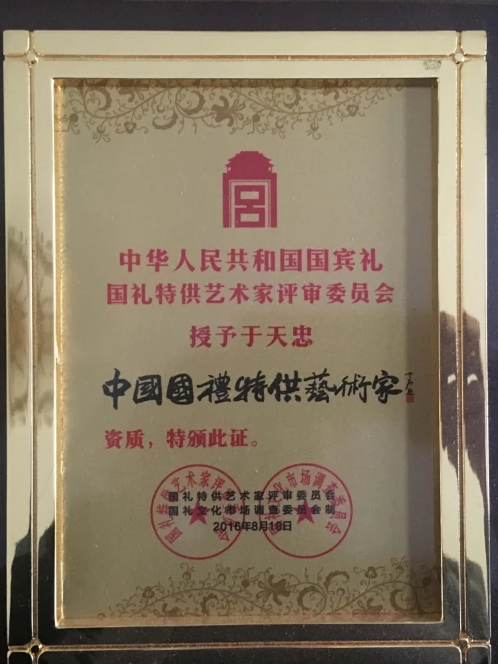 中华人民共和国国宾礼
国礼特供艺术家评审委员会
授予于天忠
中國國禮特供藝術家
资质，特颁此证。
国礼特供艺术家评审委员会
国礼文化市场调查委员会制
2016年8月16日